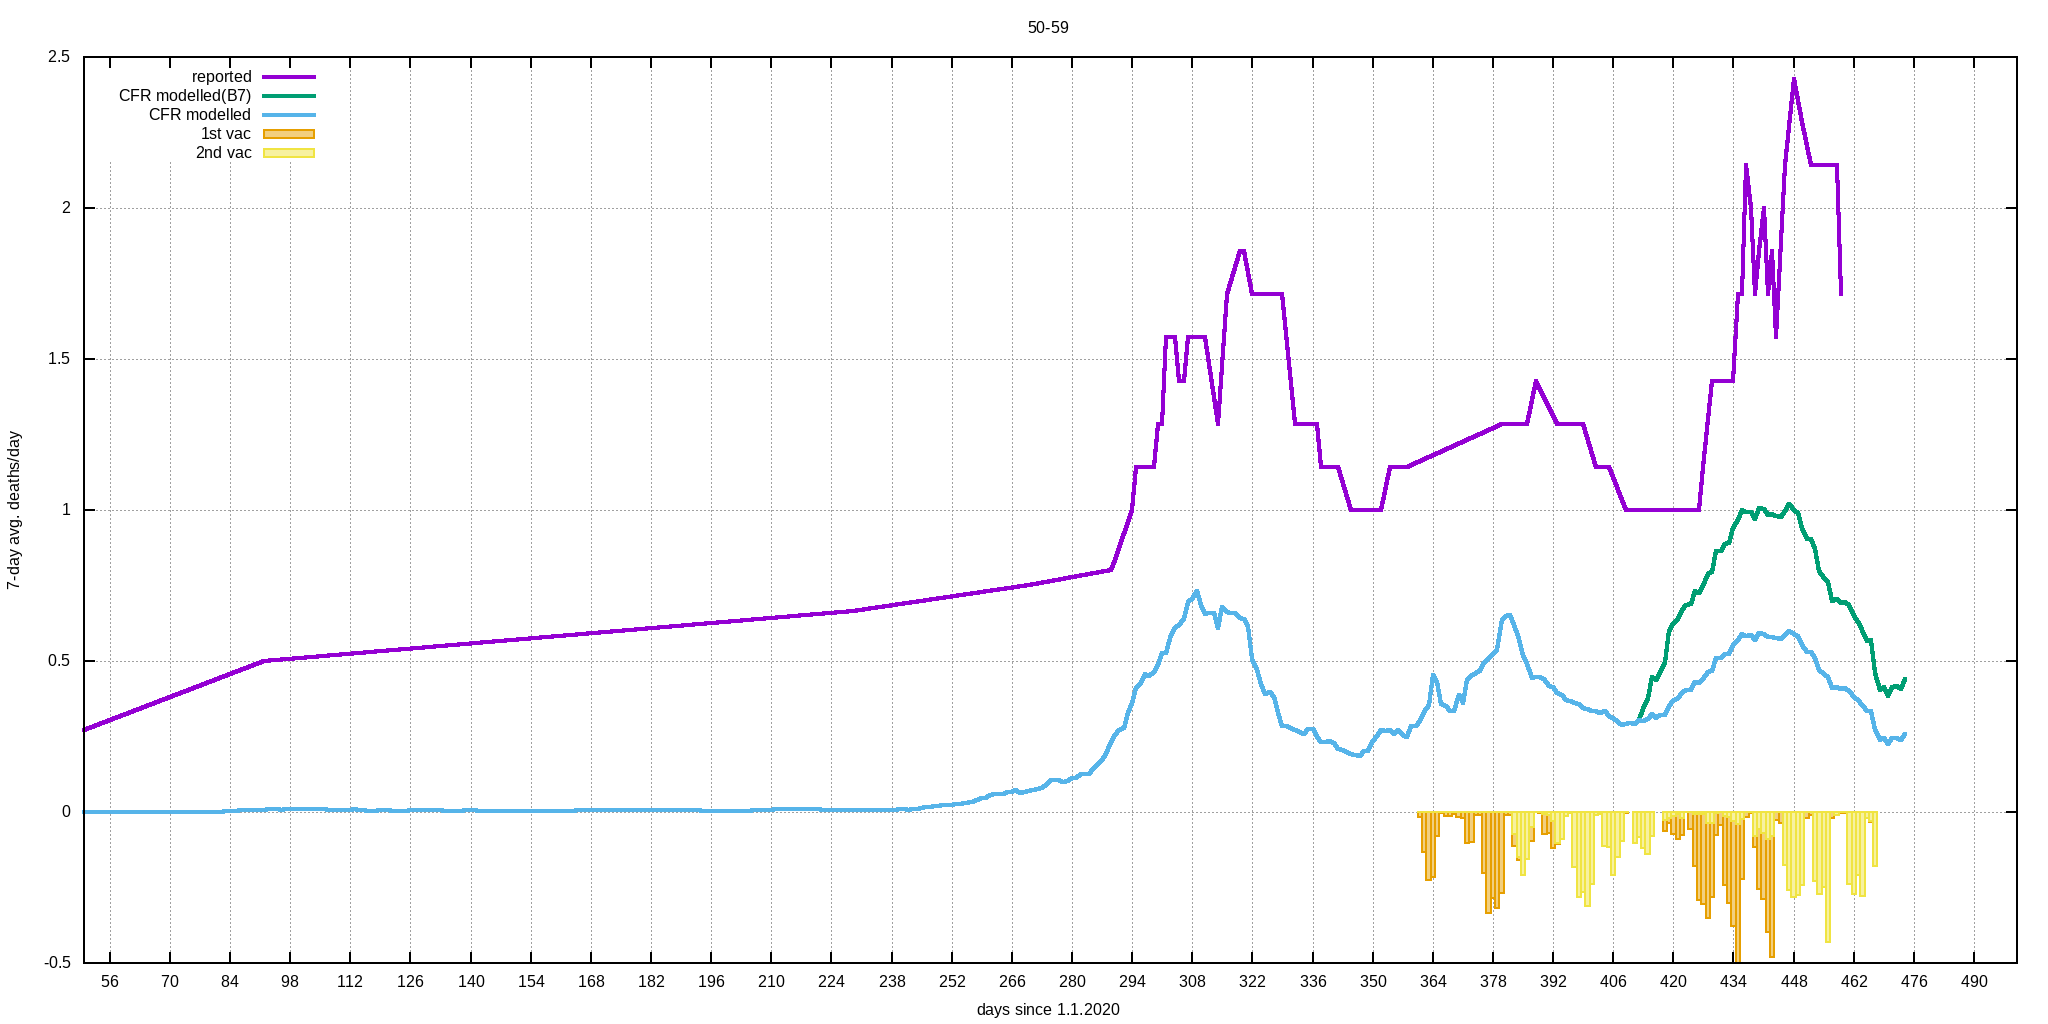 50-59
2.5
2
1.5
1
0.5
0
-0.5
7-day avg. deaths/day
reported
CFR modelled(B7)
CFR modelled
1st vac
2nd vac
56 70 84 98 112 126 140 154 168 182 196 210 224 238 252 266 280 294 308 322 336 350 364 378 392 406 420 434 448 462 476 490
days since 1.1.2020